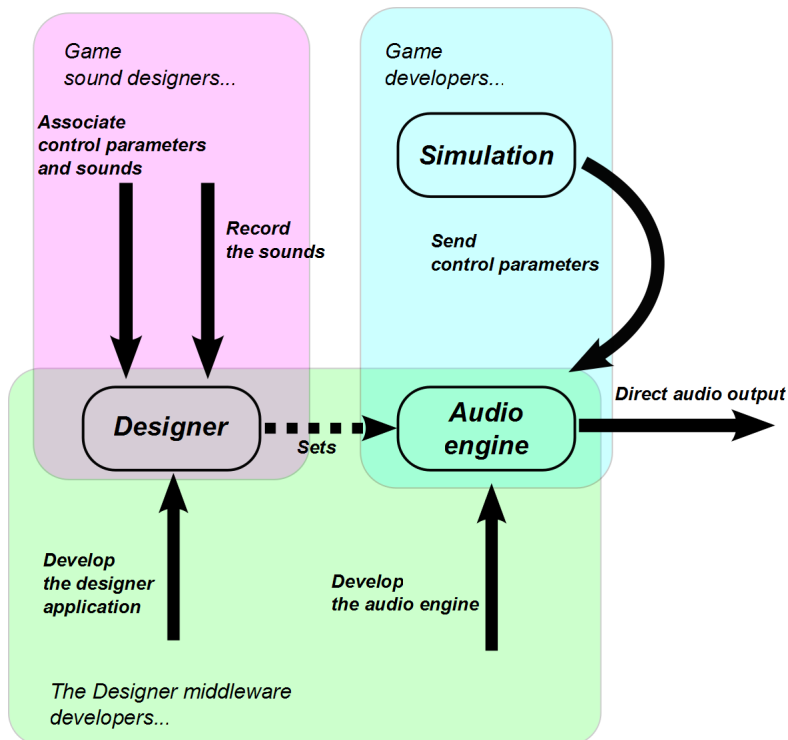 Game
sound designers...
Associate
control parameters
and sounds
Record
the sounds
Game
developers...
Simulation
Send
control parameters
Designer
Sets
Audio
engine
Direct audio output
Develop
the designer
application
Develop
the audio engine
The Designer middleware
developers...